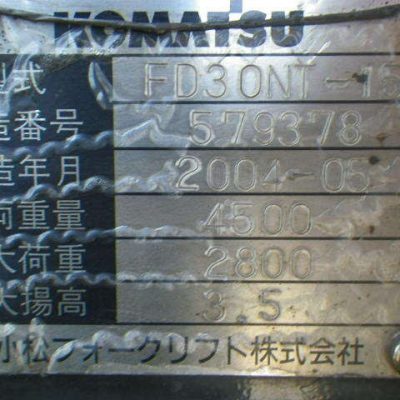 KOMATSU
型式 FD30NT-15
造番号 579378
造年月 2004-05
荷重量 4500
大荷重 2800
大揚高 3.5
小松フォークリフト株式会社